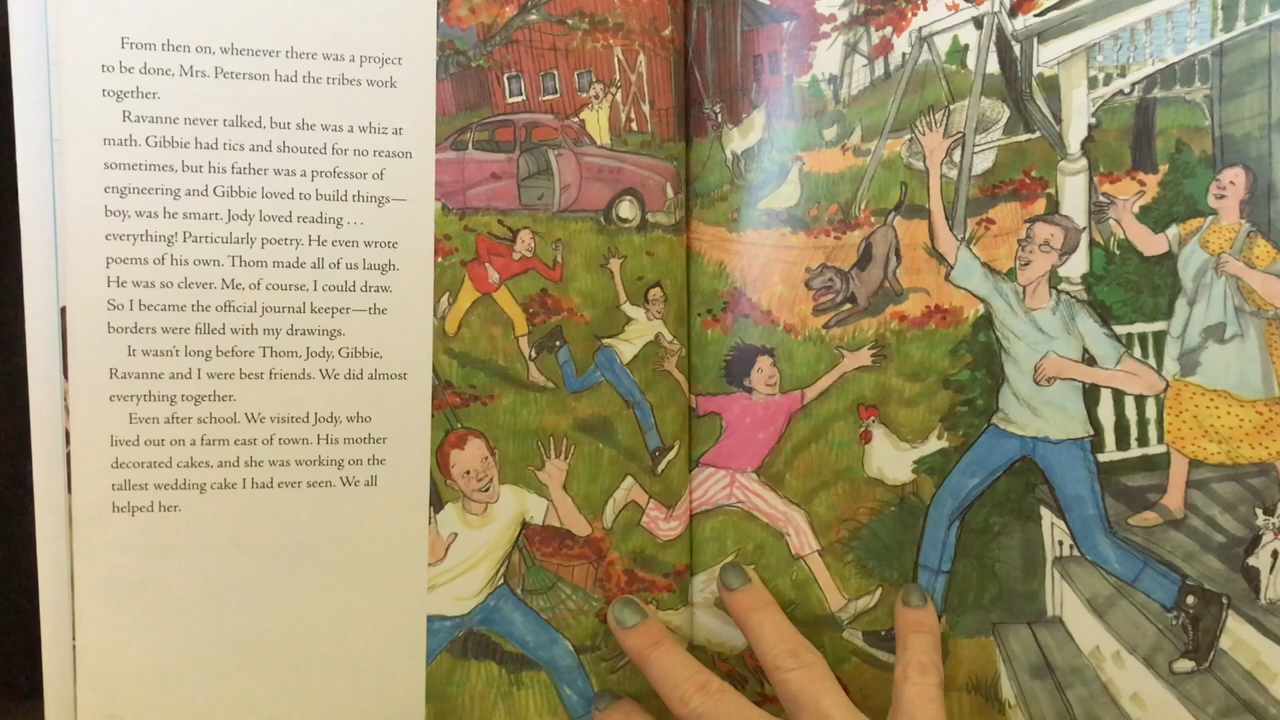 From then on, whenever there was a project
to be done, Mrs. Peterson had the tribes work
together.
Ravanne never talked, but she was a whiz at
math. Gibbie had tics and shouted for no reason
sometimes, but his father was a professor of
engineering and Gibbie loved to build things—
boy, was he smart. Jody loved reading . . .
everything! Particularly poetry. He even wrote
poems of his own. Thom made all of us laugh.
He was so clever. Me, of course, I could draw.
So I became the official journal keeper—the
borders were filled with my drawings.
It wasn't long before Thom, Jody, Gibbie,
Ravanne and I were best friends. We did almost
everything together.
Even after school. We visited Jody, who
lived out on a farm east of town. His mother
decorated cakes, and she was working on the
tallest wedding cake I had ever seen. We all
helped her.